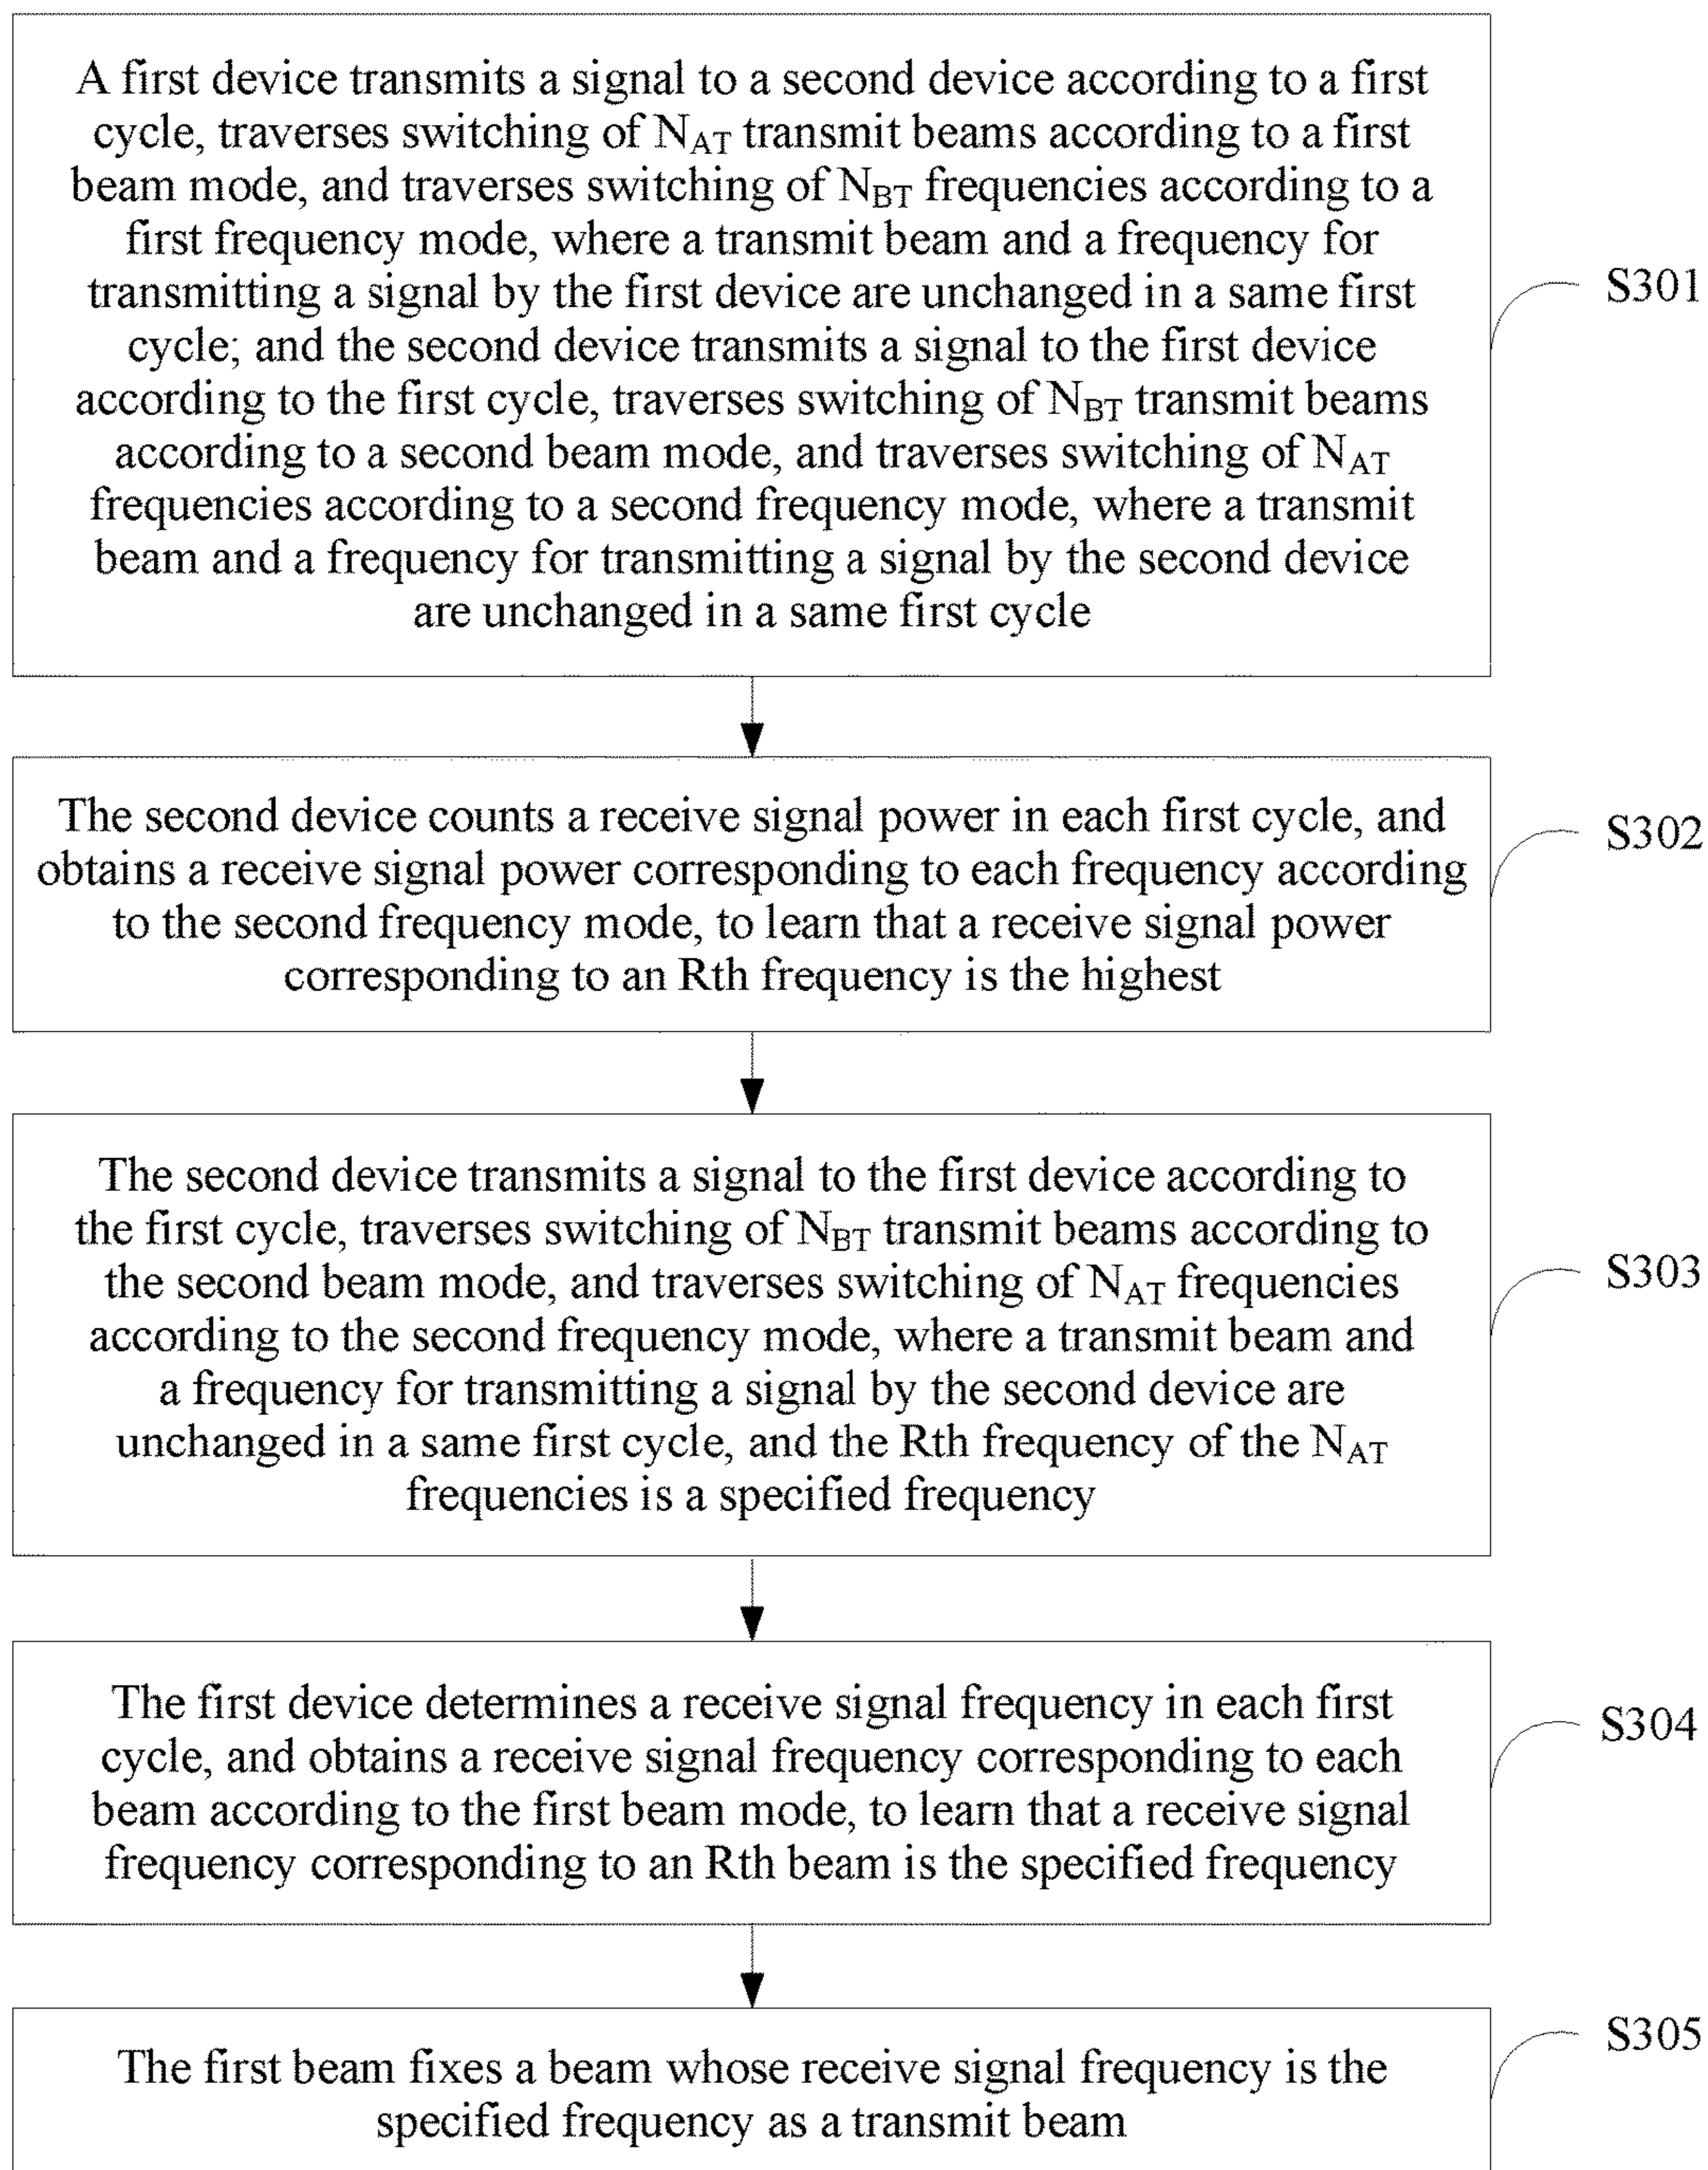 A first device transmits a signal to a second device according to a first
cycle, traverses switching of NAT transmit beams according to a first
beam mode, and traverses switching of NBT frequencies according to a
first frequency mode, where a transmit beam and a frequency for
transmitting a signal by the first device are unchanged in a same first
cycle; and the second device transmits a signal to the first device
according to the first cycle, traverses switching of NBT transmit beams
according to a second beam mode, and traverses switching of NAT
frequencies according to a second frequency mode, where a transmit
beam and a frequency for transmitting a signal by the second device
are unchanged in a same first cycle
S301
The second device counts a receive signal power in each first cycle, and
obtains a receive signal power corresponding to each frequency according
to the second frequency mode, to learn that a receive signal power
corresponding to an Rth frequency is the highest
S302
The second device transmits a signal to the first device according to
the first cycle, traverses switching of NBT transmit beams according to
the second beam mode, and traverses switching of NAT frequencies
according to the second frequency mode, where a transmit beam and
a frequency for transmitting a signal by the second device are
unchanged in a same first cycle, and the Rth frequency of the NAT
frequencies is a specified frequency
S303
The first device determines a receive signal frequency in each first
cycle, and obtains a receive signal frequency corresponding to each
beam according to the first beam mode, to learn that a receive signal
frequency corresponding to an Rth beam is the specified frequency
S304
The first beam fixes a beam whose receive signal frequency is the
specified frequency as a transmit beam
S305